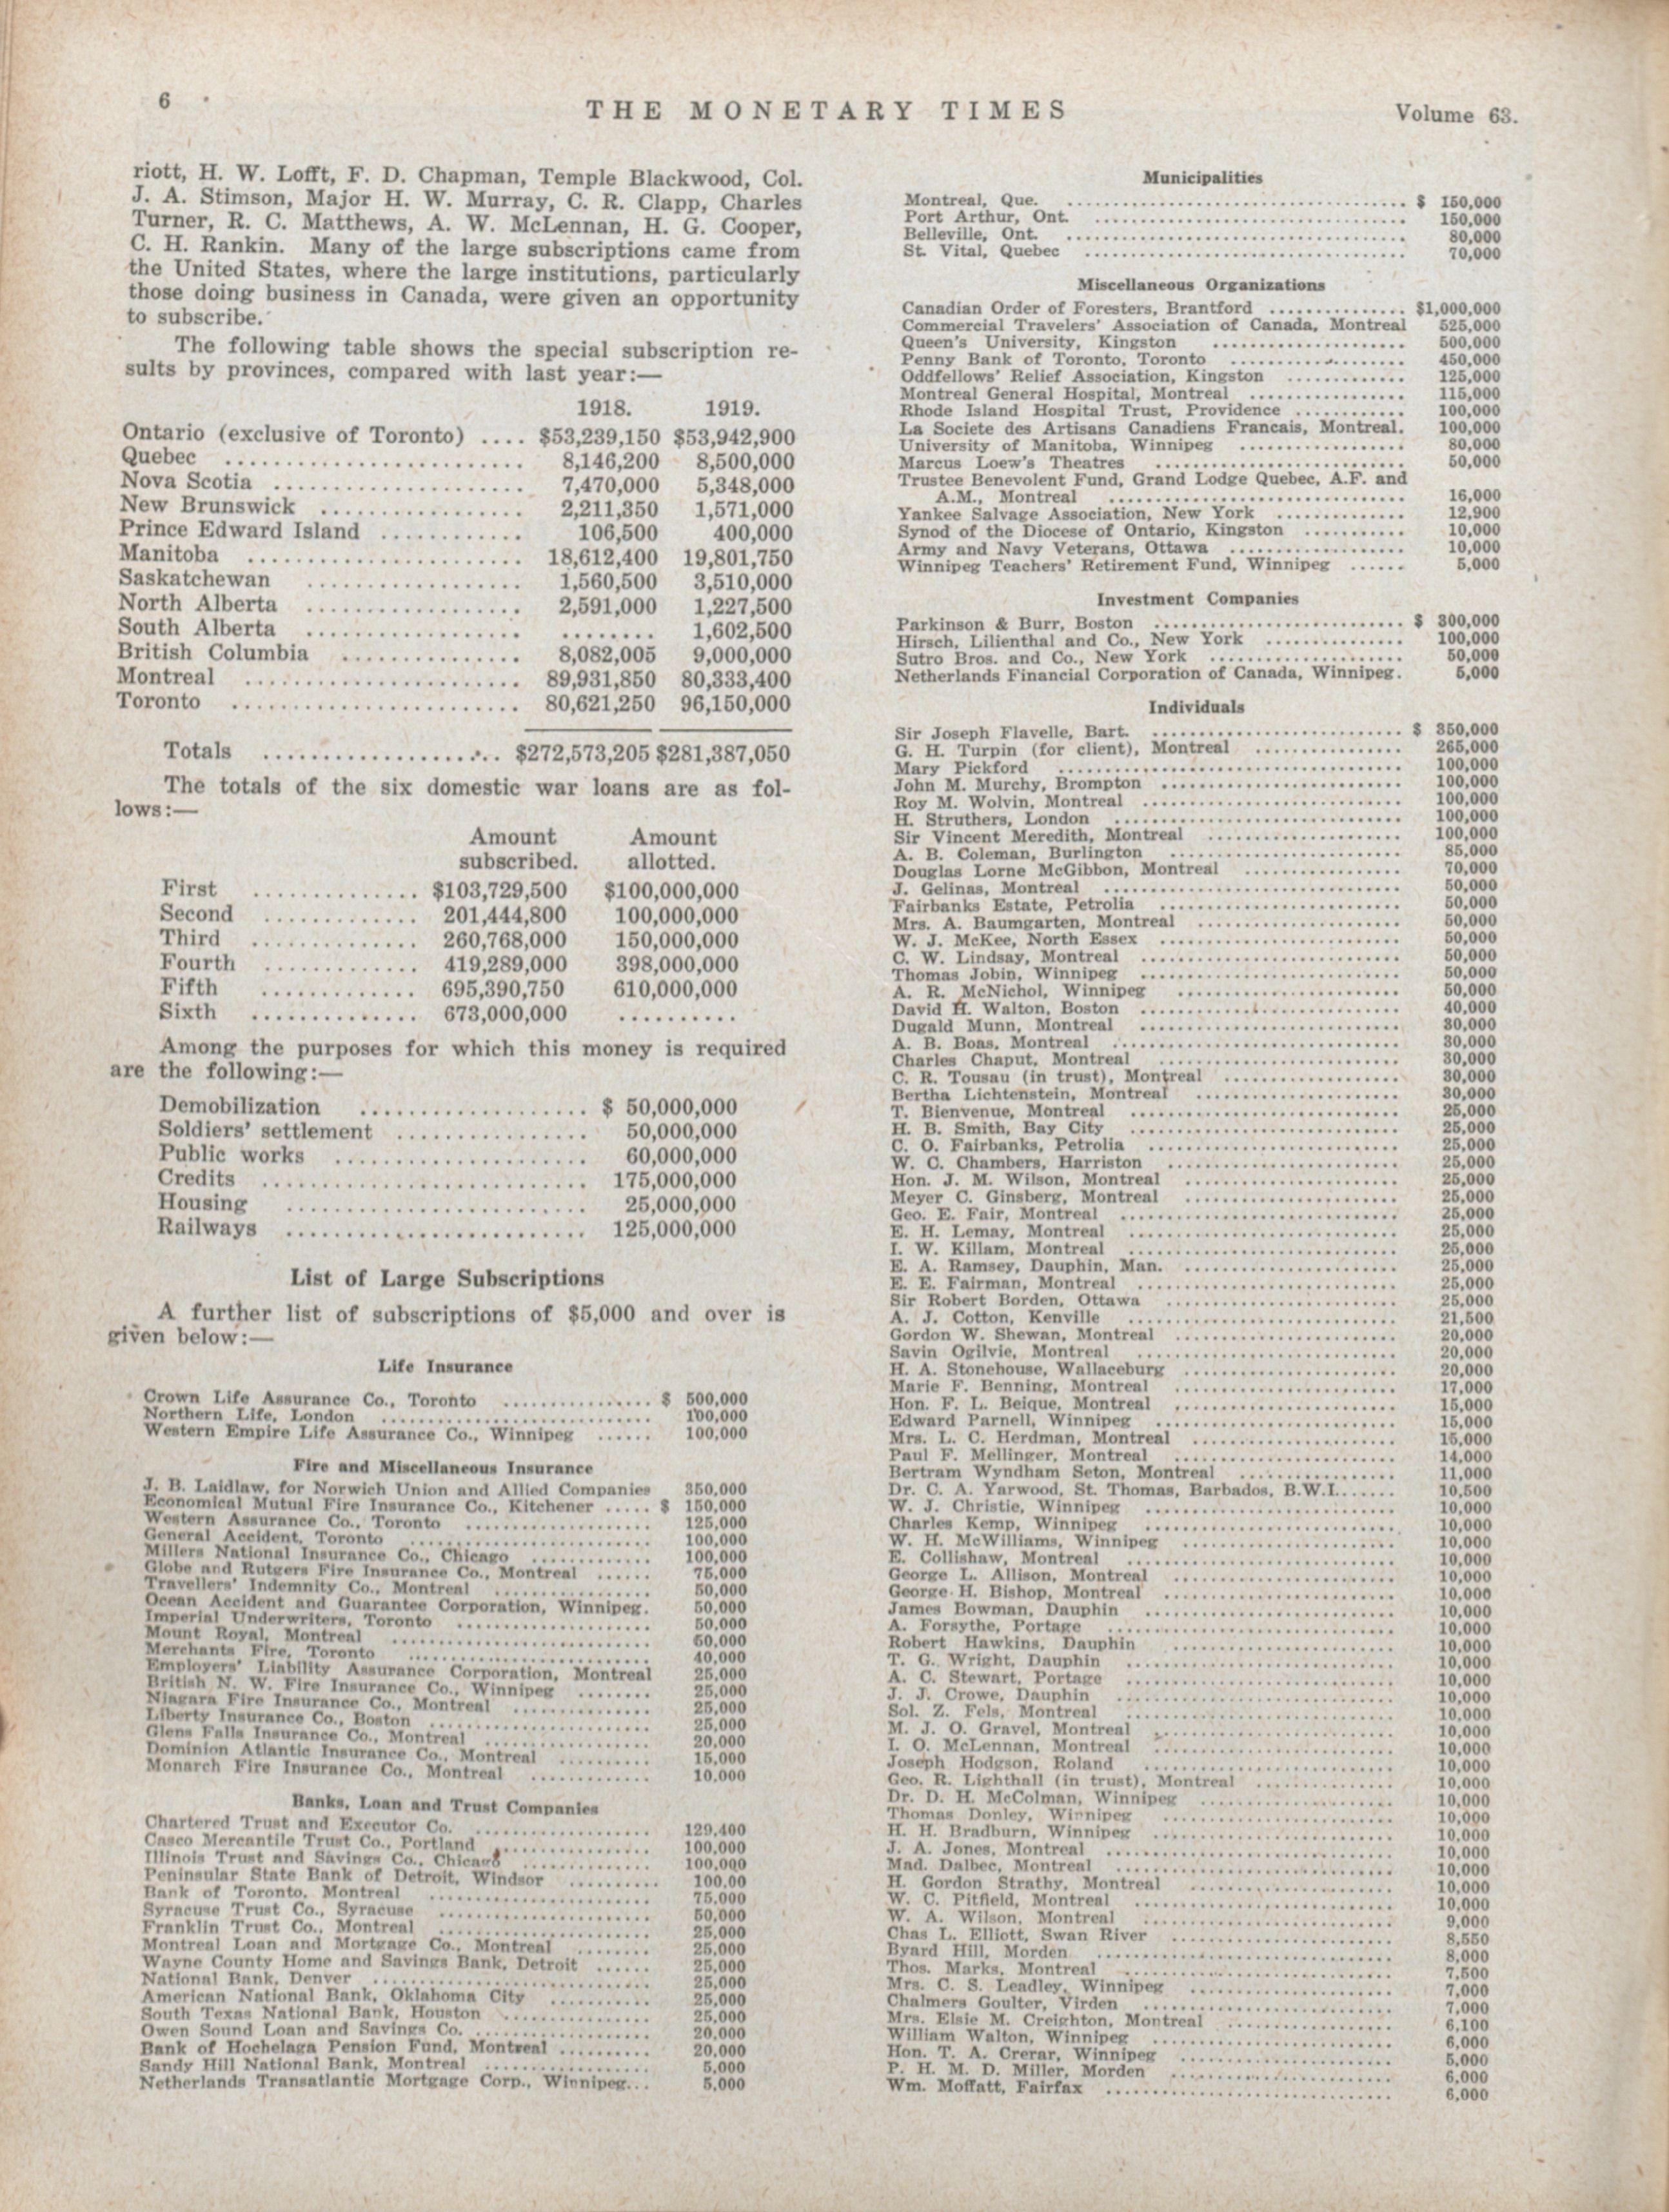 6
THE MONETARY TIMES
Volume 63.
riott, H. W. Lofft, F. D. Chapman, Temple Blackwood, Col.
J. A. Stimson, Major H. W. Murray, C. R. Clapp, Charles
Turner, R. C. Matthews, A. W. McLennan, H. G. Cooper,
C. H. Rankin. Many of the large subscriptions came from
the United States, where the large institutions, particularly
those doing business in Canada, were given an opportunity
to subscribe.
The following table shows the special subscription re-
sults by provinces, compared with last year:—
1918. 1919.
Ontario (exclusive of Toronto) .... $53,239,150 $53,942,900
Quebec ........................ 8,146,200 8,500,000
Nova Scotia ..................... 7,470,000 5,348,000
New Brunswick ................. 2,211,350 1,571,000
Prince Edward Island ............ 106,500 400,000
Manitoba ....................... 18,612,400 19,801,750
Saskatchewan .................. 1,560,500 3,510,000
North Alberta .................. 2,591,000 1,227,500
South Alberta .................. ........ 1,602,500
British Columbia ............... 8,082,005 9,000,000
Montreal ....................... 89,931,850 80,333,400
Toronto ........................ 80,621,250 96,150,000
Totals .................... $272,573,205 $281,387,050
The totals of the six domestic war loans are as fol-
lows:—
Amount Amount
subscribed. allotted.
First .............. $103,729,500 $100,000,000
Second ............. 201,444,800 100,000,000
Third .............. 260,768,000 150,000,000
Fourth ............. 419,289,000 398,000,000
Fifth ............. 695,390,750 610,000,000
Sixth .............. 673,000,000 ..........
Among the purposes for which this money is required
are the following:—
Demobilization ................... $ 50,000,000
Soldiers' settlement ................ 50,000,000
Public works ..................... 60,000,000
Credits ........................... 175,000,000
Housing ......................... 25,000,000
Railways ......................... 125,000,000
List of Large Subscriptions
A further list of subscriptions of $5,000 and over is
given below:—
Life Insurance
Crown Life Assurance Co., Toronto ................ $ 500,000
Northern Life, London ............................ 100,000
Western Empire Life Assurance Co., Winnipeg ...... 100,000
Fire and Miscellaneous Insurance
J. B. Laidlaw, for Norwich Union and Allied Companies 350,000
Economical Mutual Fire Insurance Co., Kitchener ..... $ 150,000
Western Assurance Co., Toronto .................... 125,000
General Accident, Toronto .......................... 100,000
Millers National Insurance Co., Chicago ............. 100,000
Globe and Rutgers Fire Insurance Co., Montreal ...... 75,000
Travellers' Indemnity Co., Montreal ................. 50,000
Ocean Accident and Guarantee Corporation, Winnipeg. 50,000
Imperial Underwriters, Toronto ..................... 50,000
Mount Royal, Montreal ............................ 50,000
Merchants Fire, Toronto .......................... 40,000
Employers' Liability Assurance Corporation, Montreal 25,000
British N. W. Fire Insurance Co., Winnipeg ........ 25,000
Niagara Fire Insurance Co., Montreal ............... 25,000
Liberty Insurance Co., Boston ........................ 25,000
Glens Falls Insurance Co., Montreal .................. 20,000
Dominion Atlantic Insurance Co., Montreal .......... 15,000
Monarch Fire Insurance Co., Montreal ............. 10,000
Banks, Loan and Trust Companies
Chartered Trust and Executor Co. ................... 129,400
Casco Mercantile Trust Co., Portland ................. 100,000
Illinois Trust and Savings Co., Chicago ............... 100,000
Peninsular State Bank of Detroit, Windsor .......... 100,00
Bank of Toronto, Montreal ......................... 75,000
Syracuse Trust Co., Syracuse ....................... 50,000
Franklin Trust Co., Montreal ....................... 25,000
Montreal Loan and Mortgage Co., Montreal ........ 25,000
Wayne County Home and Savings Bank, Detroit ...... 25,000
National Bank, Denver .............................. 25,000
American National Bank, Oklahoma City ........... 25,000
South Texas National Bank, Houston ................ 25,000
Owen Sound Loan and Savings Co. .................... 20,000
Bank of Hochelaga Pension Fund, Montreal .......... 20,000
Sandy Hill National Bank, Montreal ................. 5,000
Netherlands Transatlantic Mortgage Corp., Winnipeg... 5,000
Municipalities
Montreal, Que. ..................................... $ 150,000
Port Arthur, Ont. .................................. 150,000
Belleville, Ont. ..................................... 80,000
St. Vital, Quebec ................................... 70,000
Miscellaneous Organizations
Canadian Order of Foresters, Brantford ............... $1,000,000
Commercial Travelers' Association of Canada, Montreal 525,000
Queen's University, Kingston ..................... 500,000
Penny Bank of Toronto, Toronto ................... 450,000
Oddfellows' Relief Association, Kingston ............. 125,000
Montreal General Hospital, Montreal ................. 115,000
Rhode Island Hospital Trust, Providence ............ 100,000
La Societe des Artisans Canadiens Francais, Montreal. 100,000
University of Manitoba, Winnipeg .................. 80,000
Marcus Loew's Theatres ........................... 50,000
Trustee Benevolent Fund, Grand Lodge Quebec, A.F. and
A.M., Montreal ................................ 16,000
Yankee Salvage Association, New York .............. 12,900
Synod of the Diocese of Ontario, Kingston ........... 10,000
Army and Navy Veterans, Ottawa ................... 10,000
Winnipeg Teachers' Retirement Fund, Winnipeg ...... 5,000
Investment Companies
Parkinson & Burr, Boston ........................... $ 300,000
Hirsch, Lilienthal and Co., New York ............... 100,000
Sutro Bros. and Co., New York ..................... 50,000
Netherlands Financial Corporation of Canada, Winnipeg. 5,000
Individuals
Sir Joseph Flavelle, Bart. ........................... $ 350,000
G. H. Turpin (for client), Montreal ................ 265,000
Mary Pickford ..................................... 100,000
John M. Murchy, Brompton .......................... 100,000
Roy M. Wolvin, Montreal ............................ 100,000
H. Struthers, London ............................... 100,000
Sir Vincent Meredith, Montreal ..................... 100,000
A. B. Coleman, Burlington ......................... 85,000
Douglas Lorne McGibbon, Montreal ................. 70,000
J. Gelinas, Montreal ................................ 50,000
Fairbanks Estate, Petrolia .......................... 50,000
Mrs. A. Baumgarten, Montreal ...................... 50,000
W. J. McKee, North Essex .......................... 50,000
C. W. Lindsay, Montreal ............................ 50,000
Thomas Jobin, Winnipeg ............................ 50,000
A. R. McNichol, Winnipeg ........................ 50,000
David H. Walton, Boston ............................ 40,000
Dugald Munn, Montreal ............................ 30,000
A. B. Boas, Montreal ............................... 30,000
Charles Chaput, Montreal .......................... 30,000
C. R. Tousau (in trust), Montreal ................... 30,000
Bertha Lichtenstein, Montreal ...................... 30,000
T. Bienvenue, Montreal ............................. 25,000
H. B. Smith, Bay City ............................. 25,000
C. O. Fairbanks, Petrolia ........................... 25,000
W. C. Chambers, Harriston ......................... 25,000
Hon. J. M. Wilson, Montreal ....................... 25,000
Meyer C. Ginsberg, Montreal ....................... 25,000
Geo. E. Fair, Montreal .............................. 25,000
E. H. Lemay, Montreal ............................. 25,000
I. W. Killam, Montreal ............................. 25,000
E. A. Ramsey, Dauphin, Man. ....................... 25,000
E. E. Fairman, Montreal ............................ 25,000
Sir Robert Borden, Ottawa ......................... 25,000
A. J. Cotton, Kenville ............................. 21,500
Gordon W. Shewan, Montreal ........................ 20,000
Savin Ogilvie, Montreal ............................ 20,000
H. A. Stonehouse, Wallaceburg ....................... 20,000
Marie F. Benning, Montreal ........................ 17,000
Hon. F. L. Beique, Montreal ........................ 15,000
Edward Parnell, Winnipeg .......................... 15,000
Mrs. L. C. Herdman, Montreal ...................... 15,000
Paul F. Mellinger, Montreal ........................ 14,000
Bertram Wyndham Seton, Montreal ................. 11,000
Dr. C. A. Yarwood, St. Thomas, Barbados, B.W.I....... 10,500
W. J. Christie, Winnipeg ........................... 10,000
Charles Kemp, Winnipeg ............................ 10,000
W. H. McWilliams, Winnipeg ....................... 10,000
E. Collishaw, Montreal ............................. 10,000
George L. Allison, Montreal ........................ 10,000
George H. Bishop, Montreal ......................... 10,000
James Bowman, Dauphin ........................... 10,000
A. Forsythe, Portage ............................... 10,000
Robert Hawkins, Dauphin ........................ 10,000
T. G. Wright, Dauphin ............................. 10,000
A. C. Stewart, Portage ............................. 10,000
J. J. Crowe, Dauphin .............................. 10,000
Sol. Z. Fels, Montreal ............................. 10,000
M. J. O. Gravel, Montreal .......................... 10,000
I. O. McLennan, Montreal .......................... 10,000
Joseph Hodgson, Roland ........................... 10,000
Geo. R. Lighthall (in trust), Montreal ............... 10,000
Dr. D. H. McColman, Winnipeg ..................... 10,000
Thomas Donley, Winnipeg ......................... 10,000
H. H. Bradburn, Winnipeg .......................... 10,000
J. A. Jones, Montreal ............................... 10,000
Mad. Dalbec, Montreal .............................. 10,000
H. Gordon Strathy, Montreal ...................... 10,000
W. C. Pitfield, Montreal ............................ 10,000
W. A. Wilson, Montreal ........................... 9,000
Chas L. Elliott, Swan River ........................ 8,550
Byard Hill, Morden ................................ 8,000
Thos. Marks, Montreal ............................. 7,500
Mrs. C. S. Leadley, Winnipeg ...................... 7,000
Chalmers Goulter, Virden ........................... 7,000
Mrs. Elsie M. Creighton, Montreal .................. 6,100
William Walton, Winnipeg .......................... 6,000
Hon. T. A. Crerar, Winnipeg ....................... 5,000
P. H. M. D. Miller, Morden ........................ 6,000
Wm. Moffatt, Fairfax ............................... 6,000